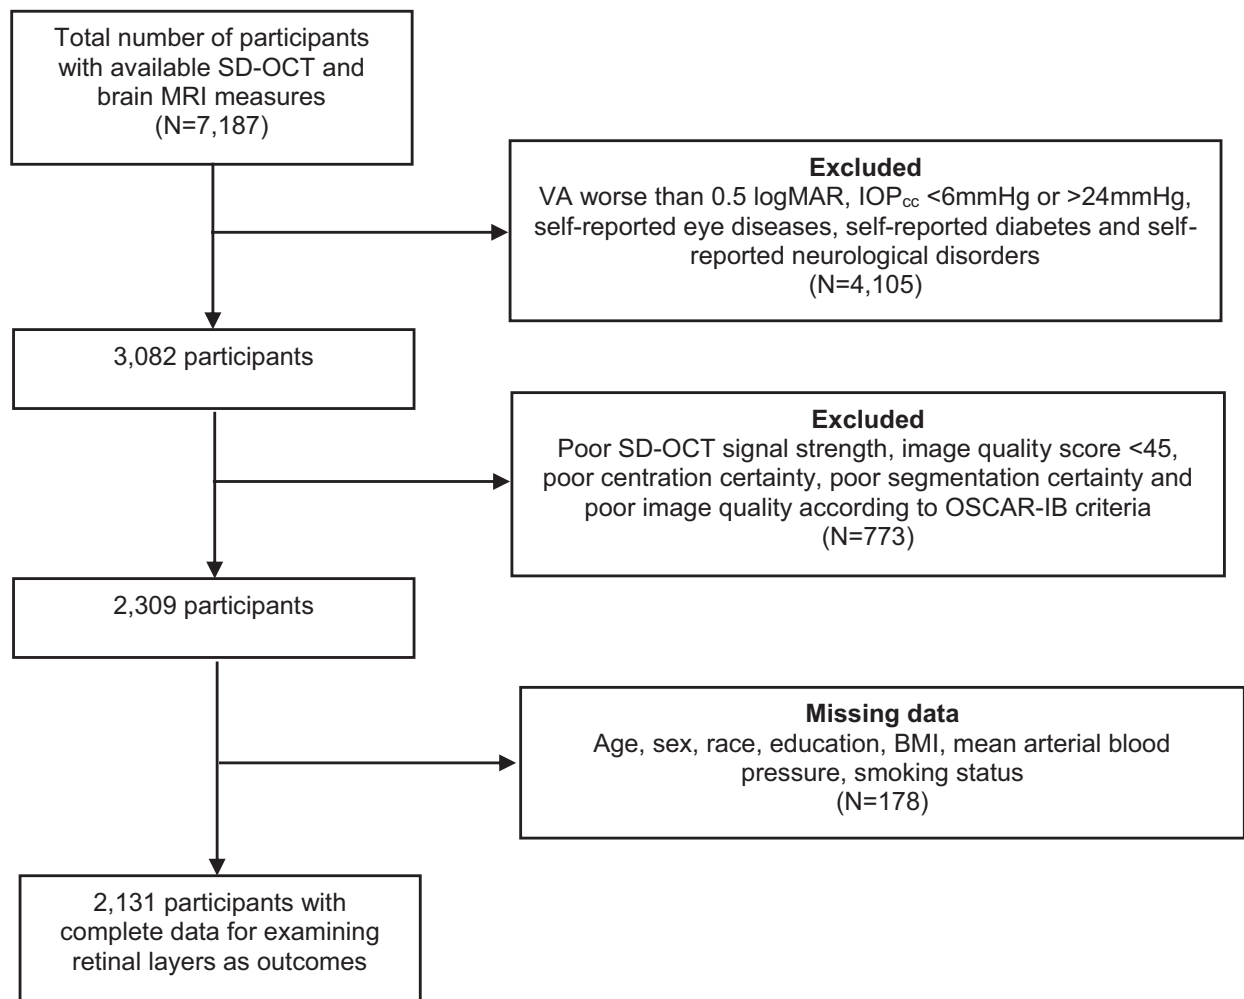 Total number of participants
with available SD-OCT and
brain MRI measures
(N=7,187)
Excluded
VA worse than 0.5 logMAR, IOPcc <6mmHg or >24mmHg,
self-reported eye diseases, self-reported diabetes and self-
reported neurological disorders
(N=4,105)
3,082 participants
Excluded
Poor SD-OCT signal strength, image quality score <45,
poor centration certainty, poor segmentation certainty and
poor image quality according to OSCAR-IB criteria
(N=773)
2,309 participants
Missing data
Age, sex, race, education, BMI, mean arterial blood
pressure, smoking status
(N=178)
2,131 participants with
complete data for examining
retinal layers as outcomes